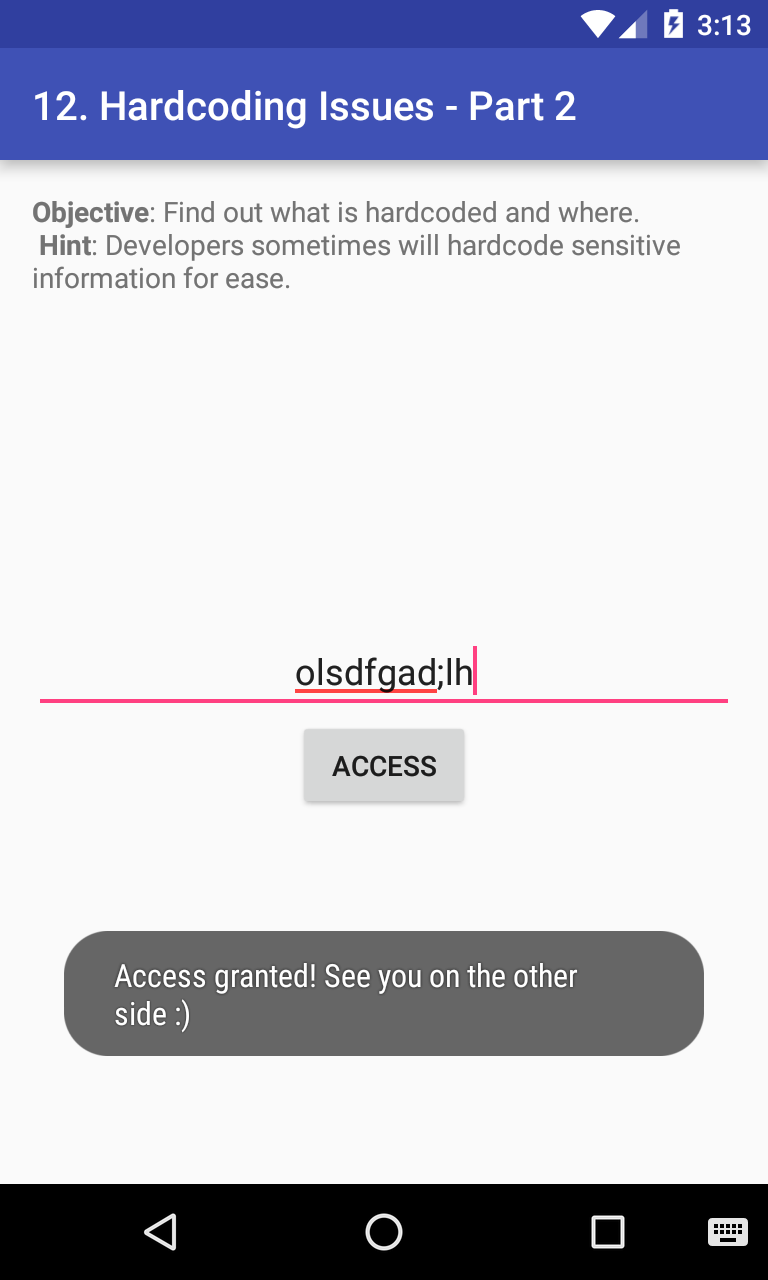 3:13
12. Hardcoding Issues - Part 2
Objective: Find out what is hardcoded and where.
Hint: Developers sometimes will hardcode sensitive
information for ease.
olsdfgad;lh
ACCESS
Access granted! See you on the other
side :)